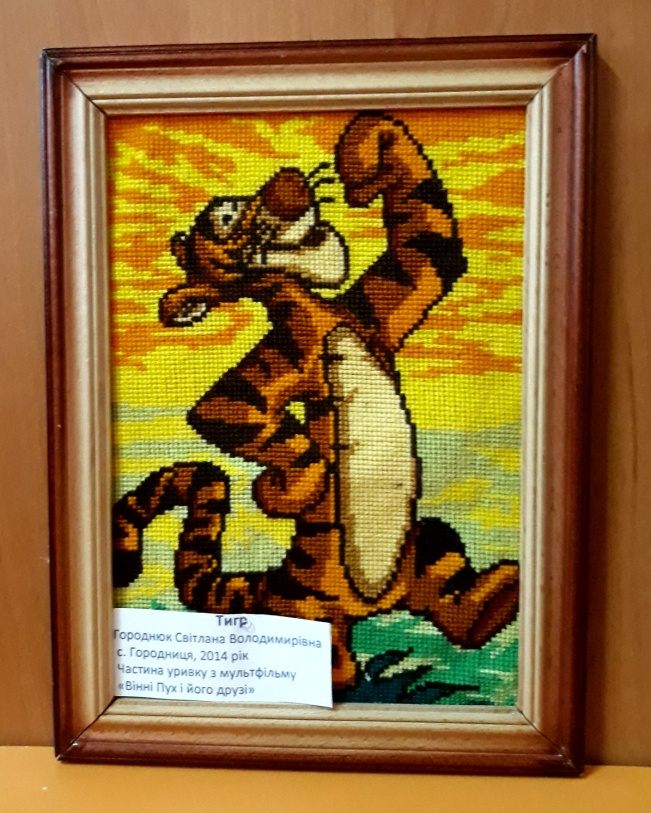 Тигр
Городнюк Світлана Володимирівна
с. Городниця, 2014 рік
Частина уривку з мультфільму
«Вінні Пух і його друзі»